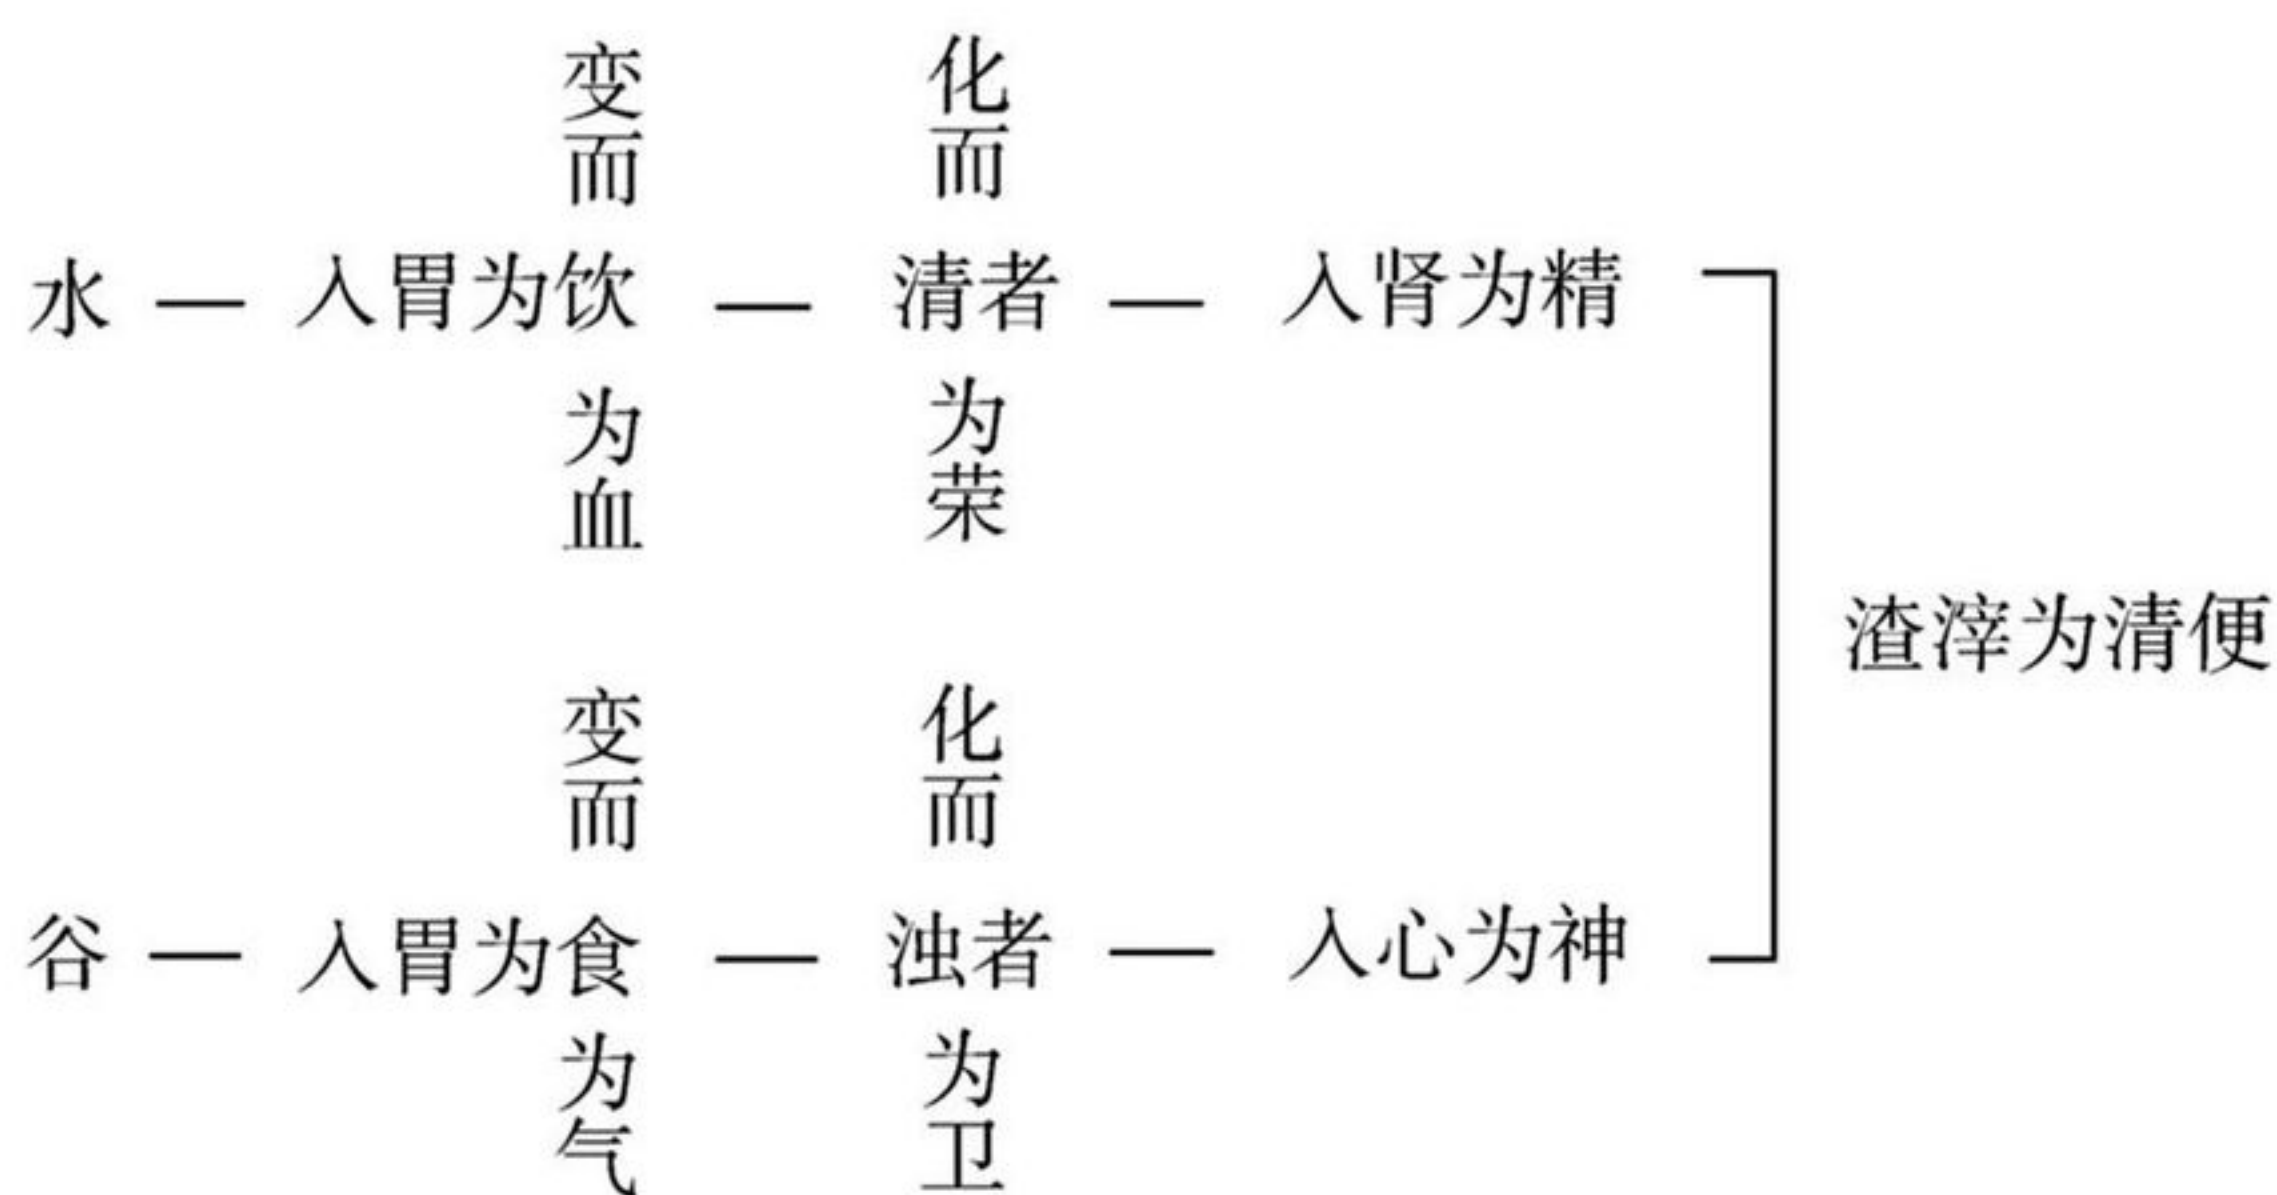 变而
化而
水 — 入胃为饮 — 清者 — 入肾为精
为血
为荣
渣滓为清便
变而
化而
谷 — 入胃为食 — 浊者 — 入心为神
为气
为卫